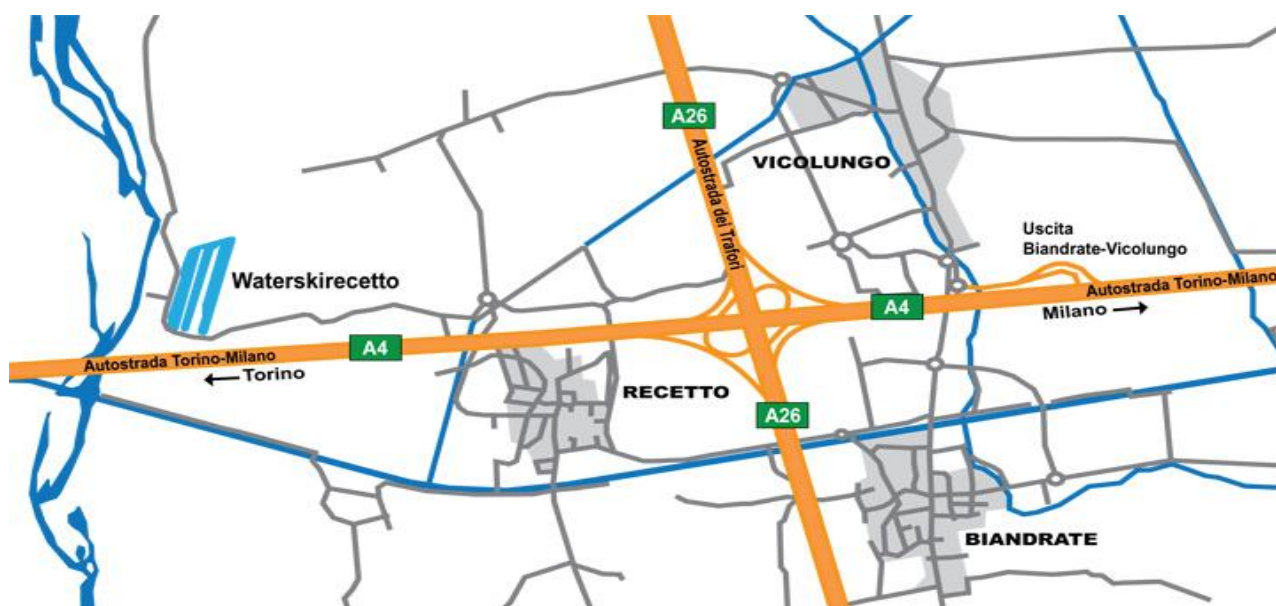 A26
Autostrada dei Trafori
VICOLUNGO
Uscita
Biandrate-Vicolungo
Waterskirecetto
Autostrada Torino-Milano
A4
Milano →
Autostrada Torino-Milano
A4
← Torino
RECETTO
A26
BIANDRATE